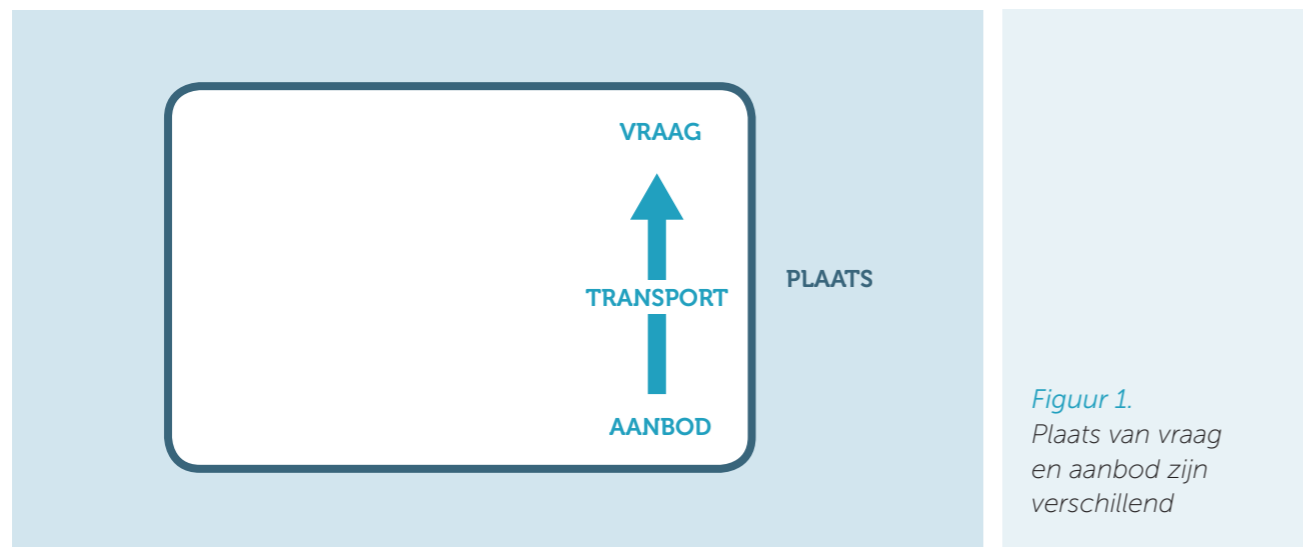 VRAAG
TRANSPORT
AANBOD
PLAATS
Figuur 1.
Plaats van vraag
en aanbod zijn
verschillend